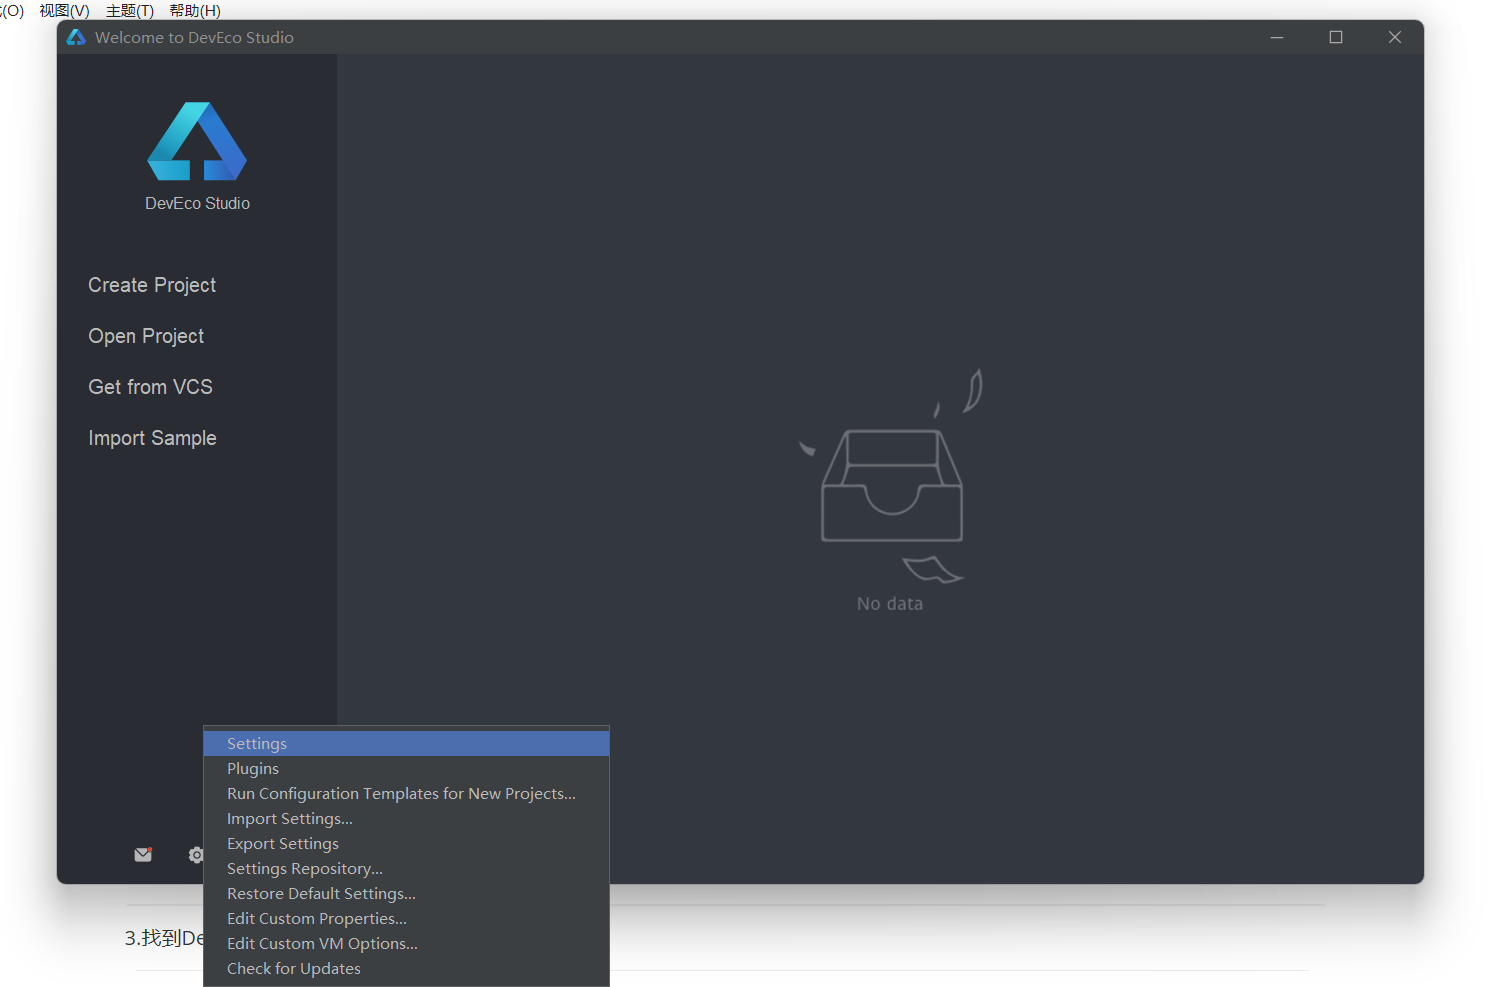 (O) 视图(V) 主题(T) 帮助(H)
Welcome to DevEco Studio
DevEco Studio
Create Project
Open Project
Get from VCS
Import Sample
No data
Settings
Plugins
Run Configuration Templates for New Projects...
Import Settings...
Export Settings
Settings Repository...
Restore Default Settings...
Edit Custom Properties...
Edit Custom VM Options...
Check for Updates
3.找到De